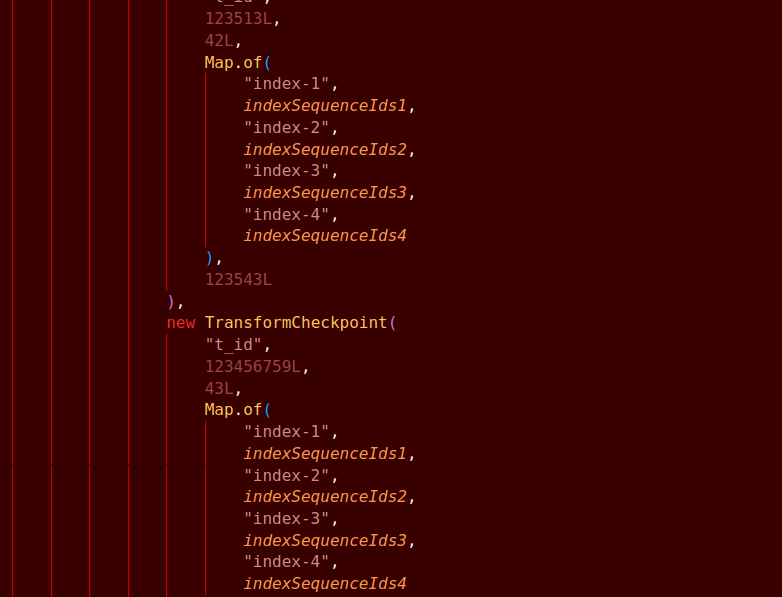 "t_id",
123513L,
42L,
Map.of(
"index-1",
indexSequenceIds1,
"index-2",
indexSequenceIds2,
"index-3",
indexSequenceIds3,
"index-4",
indexSequenceIds4
),
123543L
),
new TransformCheckpoint(
"t_id",
123456759L,
43L,
Map.of(
"index-1",
indexSequenceIds1,
"index-2",
indexSequenceIds2,
"index-3",
indexSequenceIds3,
"index-4",
indexSequenceIds4